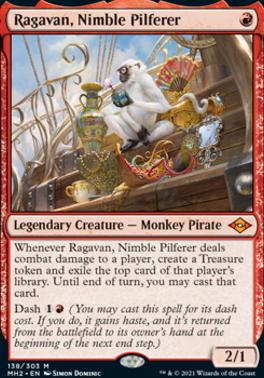 Ragavan, Nimble Pilferer
Legendary Creature — Monkey Pirate
Whenever Ragavan, Nimble Pilferer deals
combat damage to a player, create a Treasure
token and exile the top card of that player's
library. Until end of turn, you may cast that
card.
Dash 1 (You may cast this spell for its dash
cost. If you do, it gains haste, and it's returned
from the battlefield to its owner's hand at the
beginning of the next end step.)
2/1
138/303 M
MH2 • EN SIMON DOMINIC
™ & © 2021 Wizards of the Coast